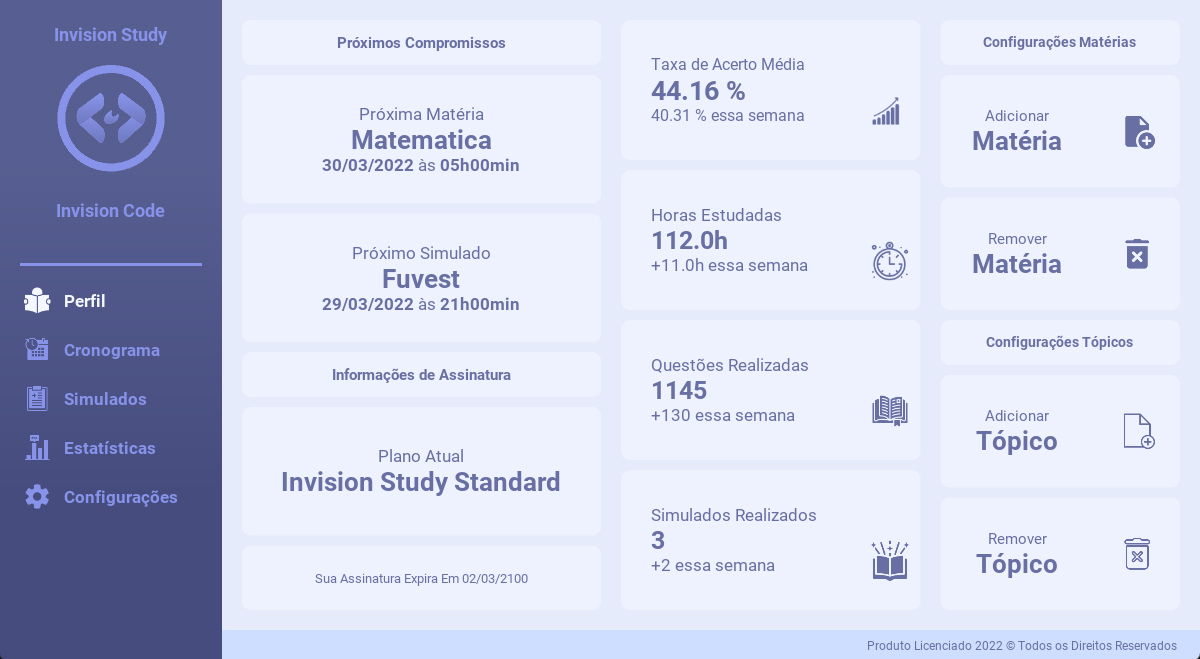 Invision Study
Invision Code
Perfil
Cronograma
Simulados
Estatísticas
Configurações
Próximos Compromissos
Próxima Matéria
Matematica
30/03/2022 às 05h00min
Próximo Simulado
Fuvest
29/03/2022 às 21h00min
Informações de Assinatura
Plano Atual
Invision Study Standard
Sua Assinatura Expira Em 02/03/2100
Taxa de Acerto Média
44.16 %
40.31 % essa semana
Horas Estudadas
112.0h
+11.0h essa semana
Questões Realizadas
1145
+130 essa semana
Simulados Realizados
3
+2 essa semana
Configurações Matérias
Adicionar
Matéria
Remover
Matéria
Configurações Tópicos
Adicionar
Tópico
Remover
Tópico
Produto Licenciado 2022 © Todos os Direitos Reservados